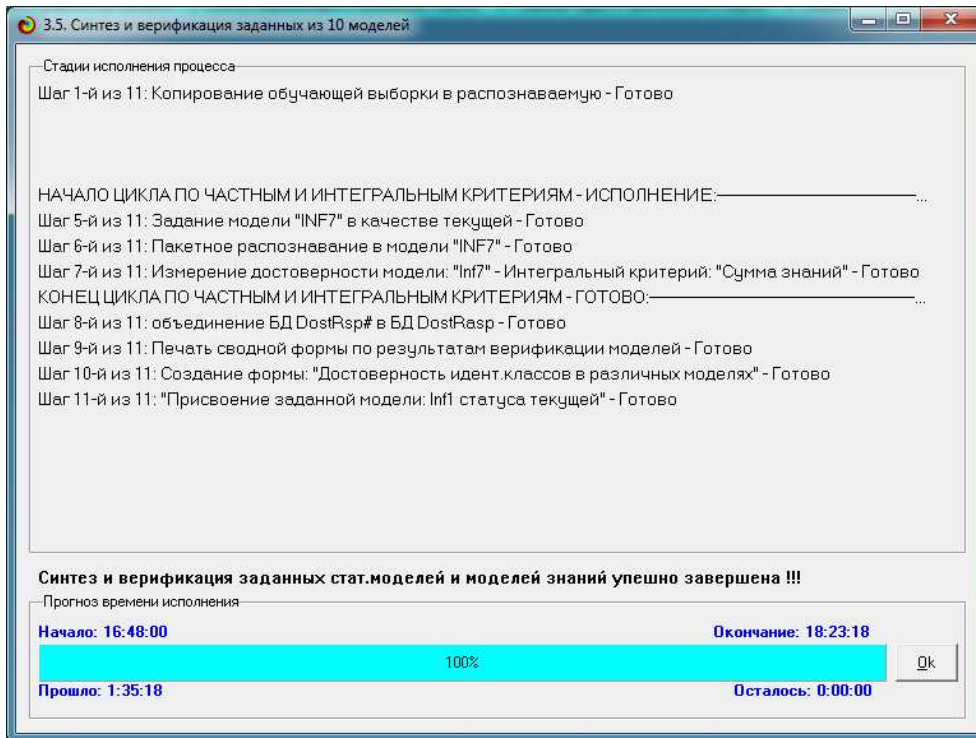 3.5. Синтез и верификация заданных из 10 моделей
Стадии исполнения процесса
Шаг 1-й из 11: Копирование обучающей выборки в распознаваемую - Готово
НАЧАЛО ЦИКЛА ПО ЧАСТНЫМ И ИНТЕГРАЛЬНЫМ КРИТЕРИЯМ - ИСПОЛНЕНИЕ:————————...
Шаг 5-й из 11: Задание модели "INF7" в качестве текущей - Готово
Шаг 6-й из 11: Пакетное распознавание в модели "INF7" - Готово
Шаг 7-й из 11: Измерение достоверности модели: "Inf7" - Интегральный критерий: "Сумма знаний" - Готово
КОНЕЦ ЦИКЛА ПО ЧАСТНЫМ И ИНТЕГРАЛЬНЫМ КРИТЕРИЯМ - ГОТОВО:————————...
Шаг 8-й из 11: объединение БД DostRsp# в БД DostRasp - Готово
Шаг 9-й из 11: Печать сводной формы по результатам верификации моделей - Готово
Шаг 10-й из 11: Создание формы: "Достоверность идент.классов в различных моделях" - Готово
Шаг 11-й из 11: "Присвоение заданной модели: Inf1 статуса текущей" - Готово
Синтез и верификация заданных стат.моделей и моделей знаний упешно завершена !!!
Прогноз времени исполнения
Начало: 16:48:00 Окончание: 18:23:18
100% Ok
Прошло: 1:35:18 Осталось: 0:00:00